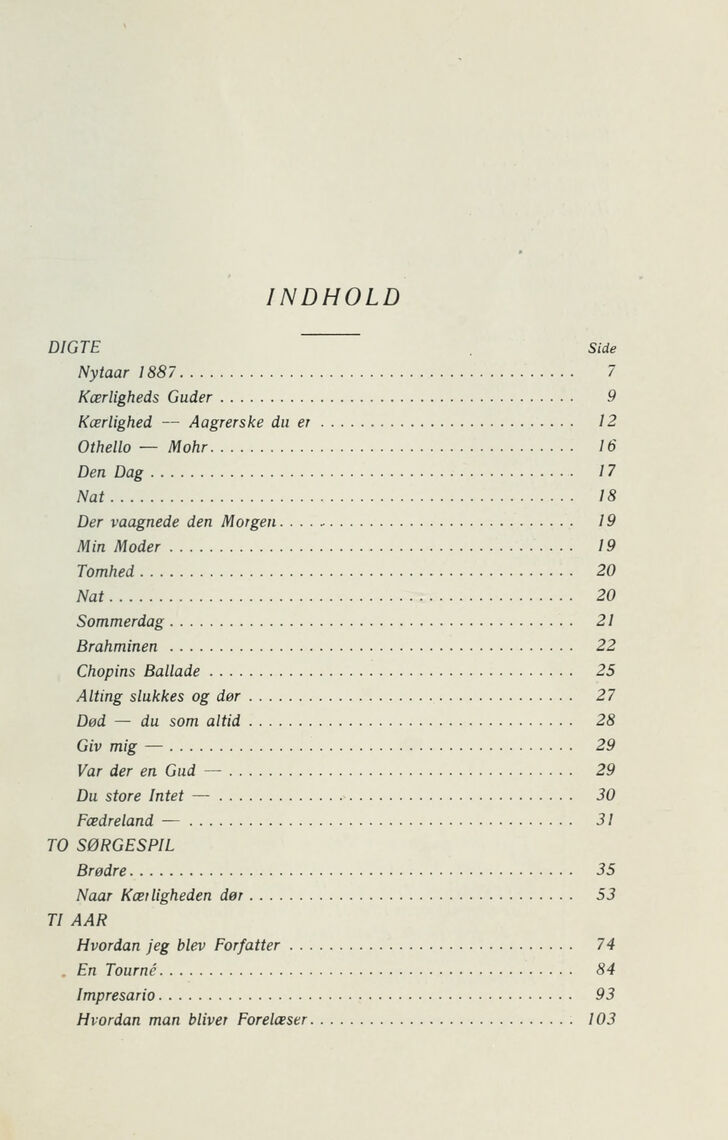 INDHOLD
DIGTE Side
Nytaar 1887........................................ 7
Kærligheds Guder .................................... 9
Kærlighed — Aagrerske du er .......................... 12
Othello — Mohr..................................... 16
Den Dag ........................................... 17
Nat ............................................... 18
Der vaagnede den Morgen.............................. 19
Min Moder ......................................... 19
Tomhed ............................................ 20
Nat ............................................... 20
Sommerdag ......................................... 21
Brahminen ......................................... 22
Chopins Ballade ..................................... 25
Alting slukkes og dør ................................. 27
Død — du som altid ................................. 28
Giv mig — ......................................... 29
Var der en Gud — ................................... 29
Du store Intet — .................................... 30
Fædreland — ....................................... 31
TO SØRGESPIL
Brødre............................................. 35
Naar Kærligheden dør ................................. 53
TI AAR
Hvordan jeg blev Forfatter ............................. 74
En Tourné.......................................... 84
Impresario.......................................... 93
Hvordan man bliver Forelæser........................... 103